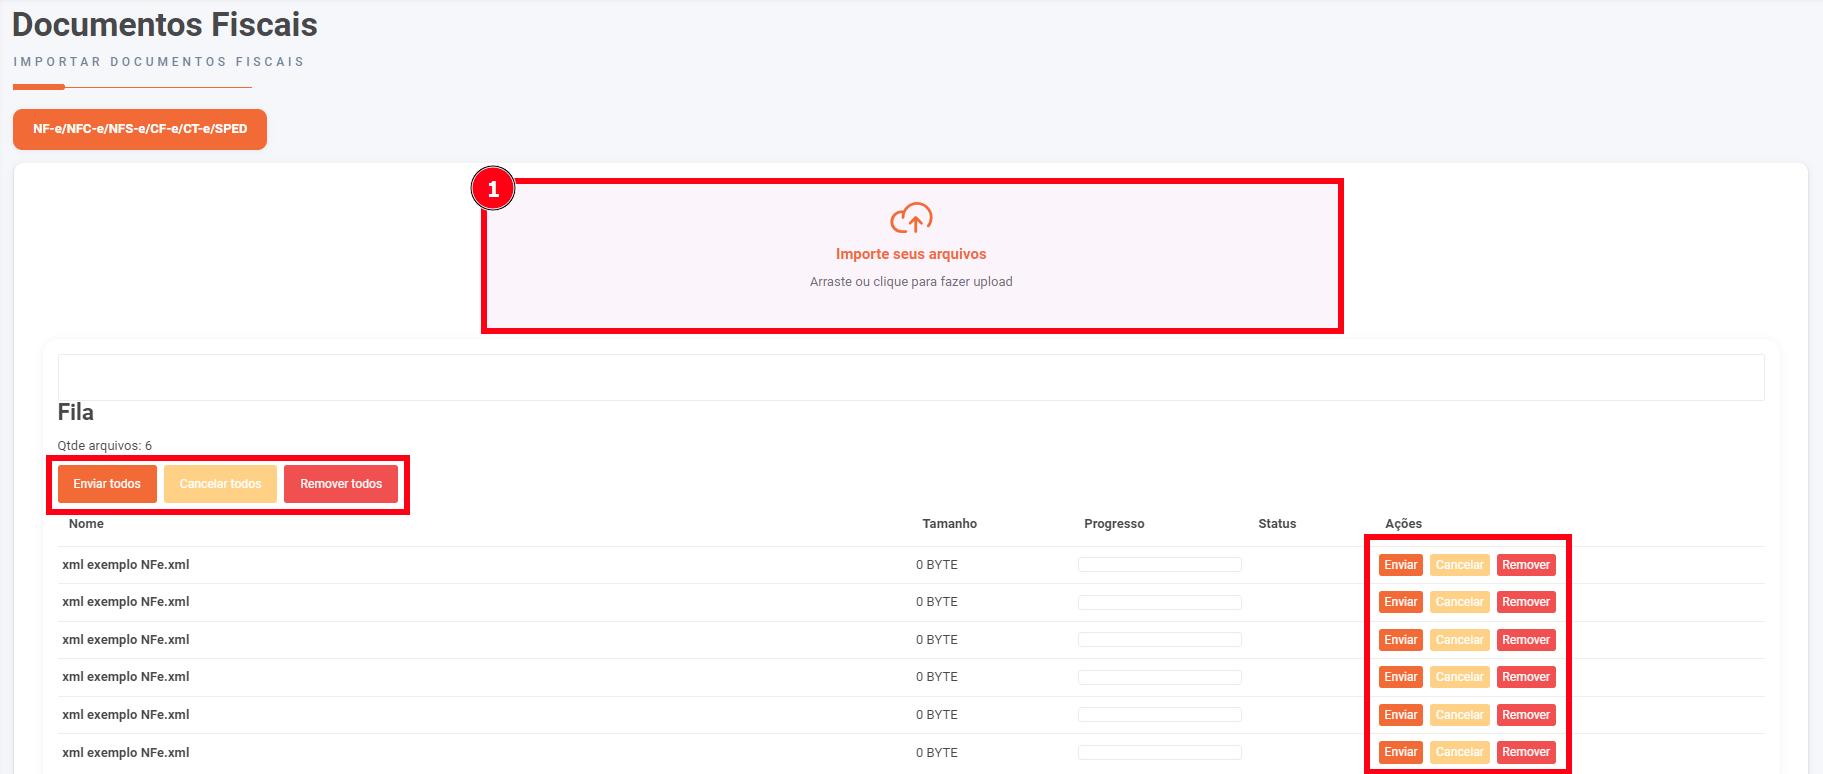 Documentos Fiscais
IMPORTAR DOCUMENTOS FISCAIS
NF-e/NFC-e/NFS-e/CF-e/CT-e/SPED
1
Importe seus arquivos
Arraste ou clique para fazer upload
Fila
Qtde arquivos: 6
Enviar todos Cancelar todos Remover todos
Nome Tamanho Progresso Status Ações
xml exemplo NFe.xml 0 BYTE Enviar Cancelar Remover
xml exemplo NFe.xml 0 BYTE Enviar Cancelar Remover
xml exemplo NFe.xml 0 BYTE Enviar Cancelar Remover
xml exemplo NFe.xml 0 BYTE Enviar Cancelar Remover
xml exemplo NFe.xml 0 BYTE Enviar Cancelar Remover
xml exemplo NFe.xml 0 BYTE Enviar Cancelar Remover